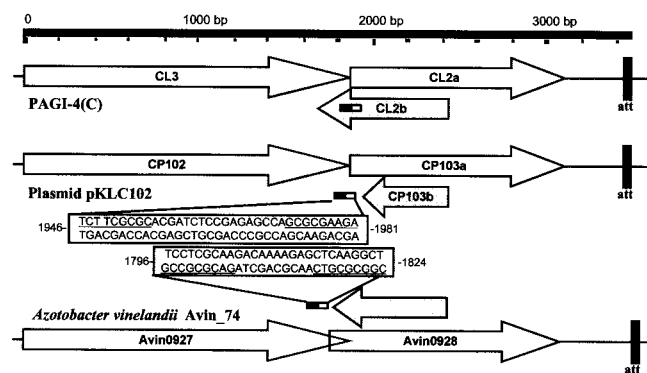 0 1000 bp 2000 bp 3000 bp
CL3 CL2a
PAGI-4(C) CL2b att
CP102 CP103a
Plasmid pKLC102 CP103b att
1946- TCTTCGCGCACGATCTCCGAGAGCCAGCGCGAAGA -1981
TGACGACCACGAGCTGCGACCCGCCAGCAAGACGA
1796- TCCTCGCAAGACAAAAGAGCTCAAGGCT -1824
GCCGCGCAGATCGACGCAACTGCGCGGC
Azotobacter vinelandii Avin_74
Avin0927 Avin0928
att